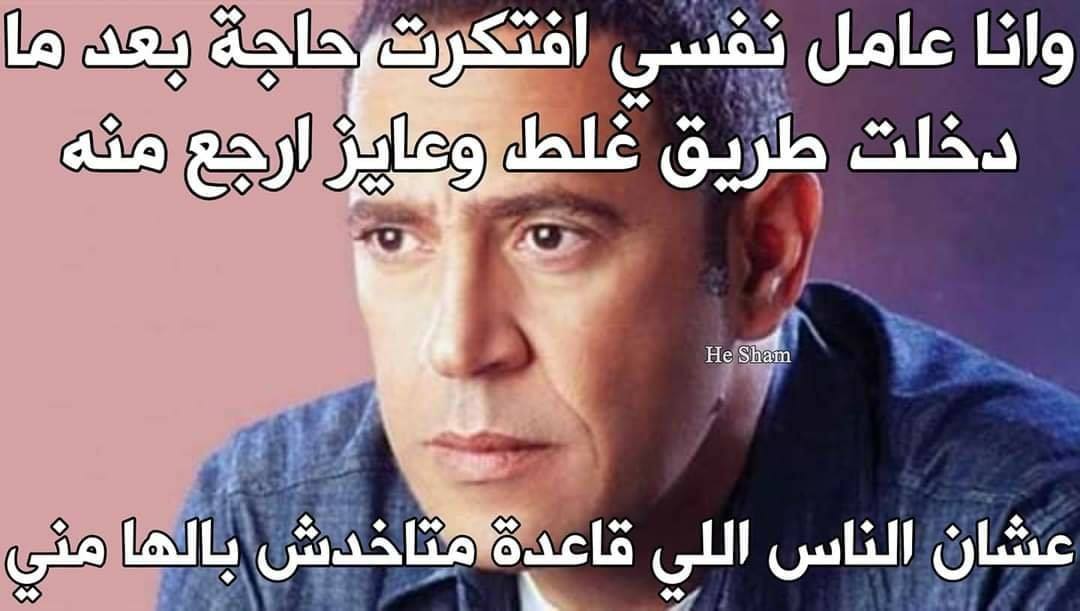 وانا عامل نفسي افتكرت حاجة بعد ما
دخلت طريق غلط وعايز ارجع منه
He Sham
عشان الناس اللي قاعدة متاخدش بالها مني